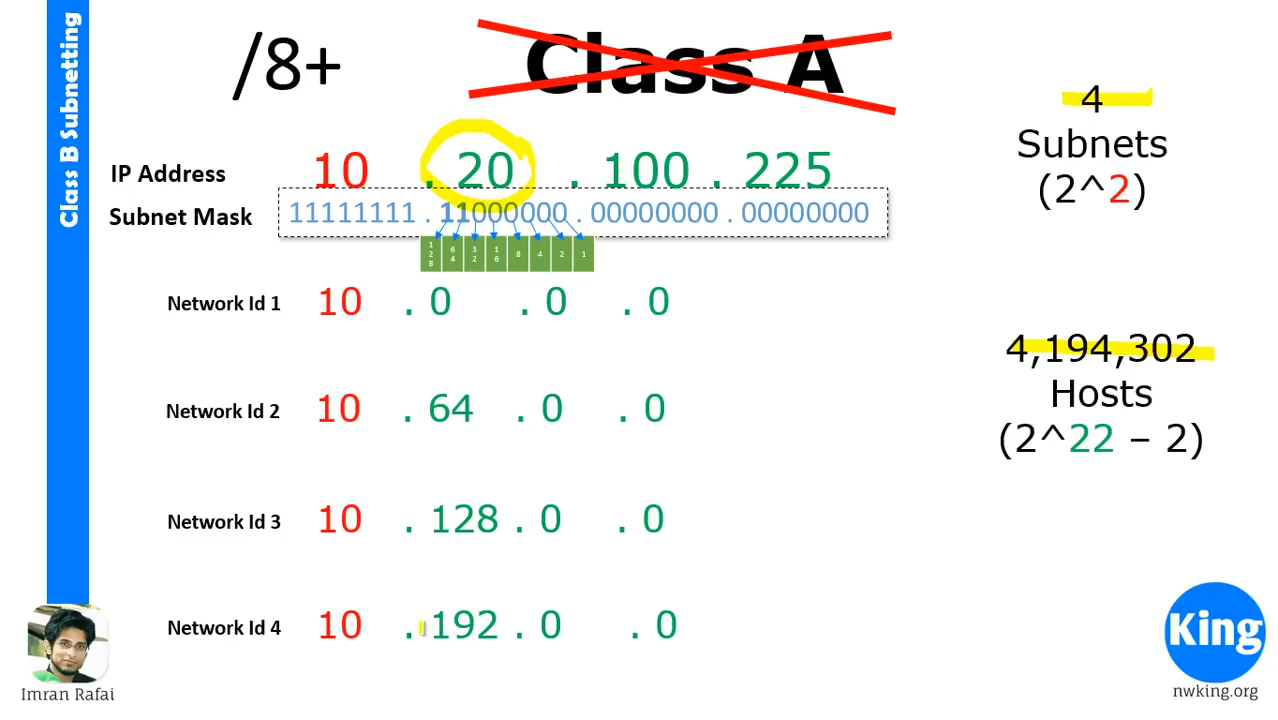 Class B Subnetting
/8+ Class A
4
Subnets
(2^2)
IP Address 10 . 20 . 100 . 225
Subnet Mask 11111111 . 11000000 . 00000000 . 00000000
128 64 32 16 8 4 2 1
Network Id 1 10 . 0 . 0 . 0
4,194,302
Hosts
(2^22 – 2)
Network Id 2 10 . 64 . 0 . 0
Network Id 3 10 . 128 . 0 . 0
Network Id 4 10 . 192 . 0 . 0
King
Imran Rafai
nwking.org